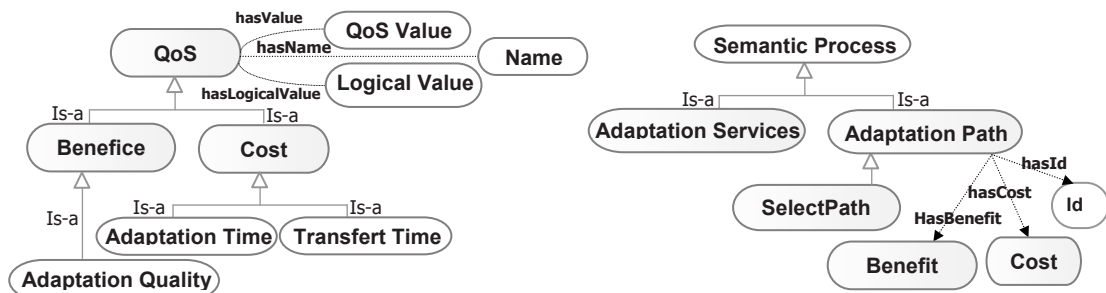 hasValue
QoS Value
QoS
hasName
Name
Logical Value
hasLogicalValue
Is-a
Is-a
Benefice
Cost
Is-a
Is-a
Is-a
Adaptation Time
Transfert Time
Adaptation Quality
Semantic Process
Is-a
Is-a
Adaptation Services
Adaptation Path
hasId
hasCost
Id
SelectPath
HasBenefit
Benefit
Cost